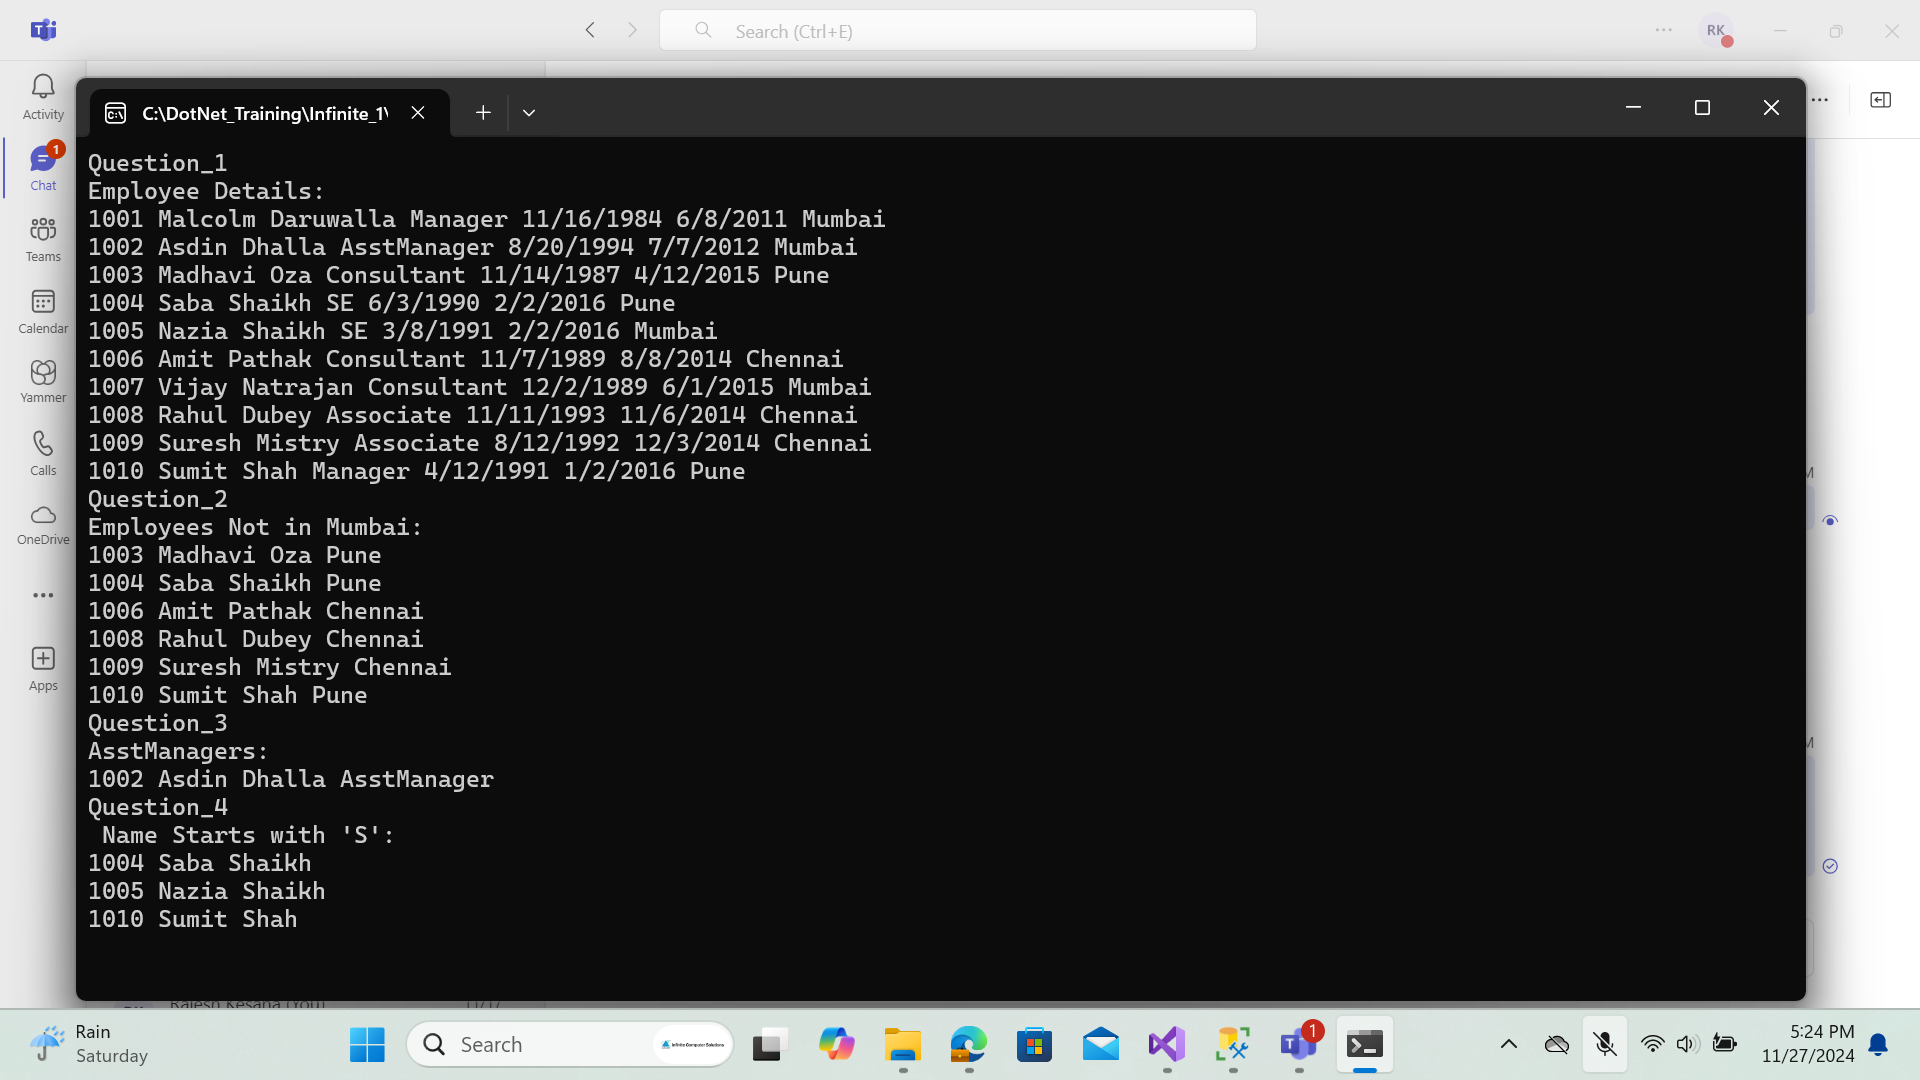 Search (Ctrl+E)
RK
C:\DotNet_Training\Infinite_1\
Activity
1
Chat
Teams
Calendar
Yammer
Calls
OneDrive
Apps
Question_1
Employee Details:
1001 Malcolm Daruwalla Manager 11/16/1984 6/8/2011 Mumbai
1002 Asdin Dhalla AsstManager 8/20/1994 7/7/2012 Mumbai
1003 Madhavi Oza Consultant 11/14/1987 4/12/2015 Pune
1004 Saba Shaikh SE 6/3/1990 2/2/2016 Pune
1005 Nazia Shaikh SE 3/8/1991 2/2/2016 Mumbai
1006 Amit Pathak Consultant 11/7/1989 8/8/2014 Chennai
1007 Vijay Natrajan Consultant 12/2/1989 6/1/2015 Mumbai
1008 Rahul Dubey Associate 11/11/1993 11/6/2014 Chennai
1009 Suresh Mistry Associate 8/12/1992 12/3/2014 Chennai
1010 Sumit Shah Manager 4/12/1991 1/2/2016 Pune
Question_2
Employees Not in Mumbai:
1003 Madhavi Oza Pune
1004 Saba Shaikh Pune
1006 Amit Pathak Chennai
1008 Rahul Dubey Chennai
1009 Suresh Mistry Chennai
1010 Sumit Shah Pune
Question_3
AsstManagers:
1002 Asdin Dhalla AsstManager
Question_4
 Name Starts with 'S':
1004 Saba Shaikh
1005 Nazia Shaikh
1010 Sumit Shah
Rajesh Kesana (You) 11/17
Rain
Saturday
Search
Infinite Computer Solutions
1
5:24 PM
11/27/2024